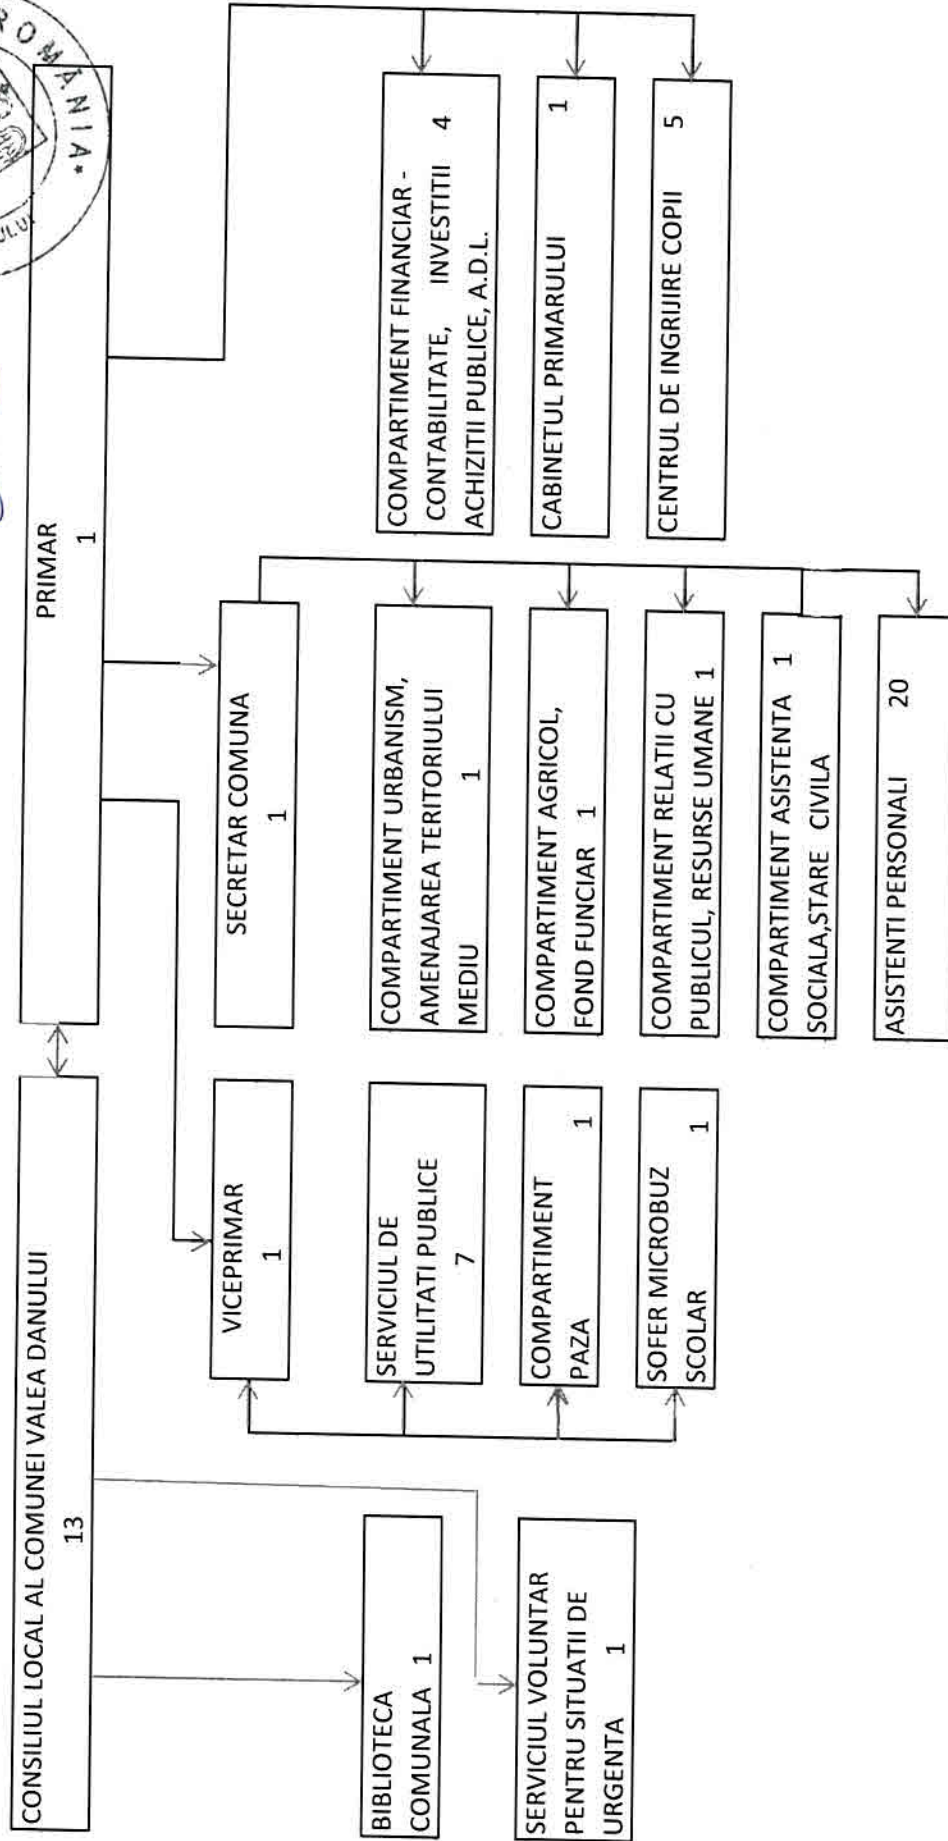 CONSILIUL LOCAL AL COMUNEI VALEA DANULUI
13
PRIMAR
1
ROMÂNIA*
VICEPRIMAR
1
SECRETAR COMUNA
1
BIBLIOTECA
COMUNALA 1
SERVICIUL VOLUNTAR
PENTRU SITUATII DE
URGENTA 1
SERVICIUL DE
UTILITATI PUBLICE
7
COMPARTIMENT
PAZA 1
SOFER MICROBUZ
SCOLAR 1
COMPARTIMENT URBANISM,
AMENAJAREA TERITORIULUI
MEDIU 1
COMPARTIMENT AGRICOL,
FOND FUNCIAR 1
COMPARTIMENT RELATII CU
PUBLICUL, RESURSE UMANE 1
COMPARTIMENT ASISTENTA 1
SOCIALA,STARE CIVILA
ASISTENTI PERSONALI 20
COMPARTIMENT FINANCIAR -
CONTABILITATE, INVESTITII 4
ACHIZITII PUBLICE, A.D.L.
CABINETUL PRIMARULUI 1
CENTRUL DE INGRIJIRE COPII 5